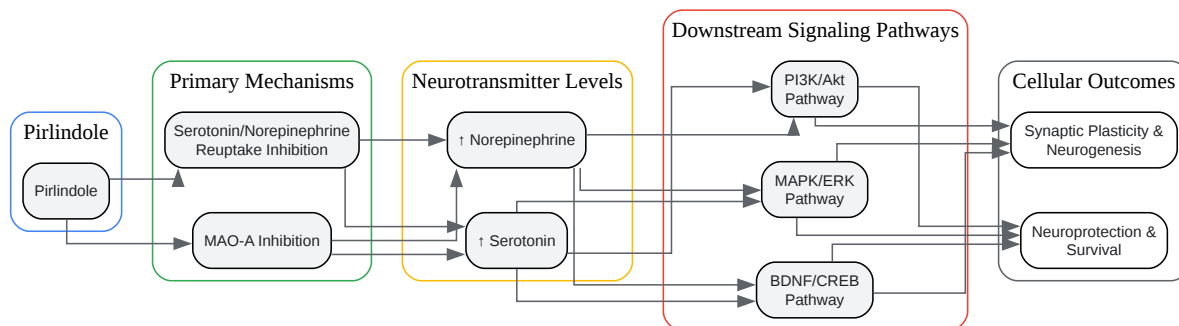 Pirlindole
Pirlindole
Primary Mechanisms
Serotonin/Norepinephrine
Reuptake Inhibition
MAO-A Inhibition
Neurotransmitter Levels
↑ Norepinephrine
↑ Serotonin
Downstream Signaling Pathways
PI3K/Akt
Pathway
MAPK/ERK
Pathway
BDNF/CREB
Pathway
Cellular Outcomes
Synaptic Plasticity &
Neurogenesis
Neuroprotection &
Survival